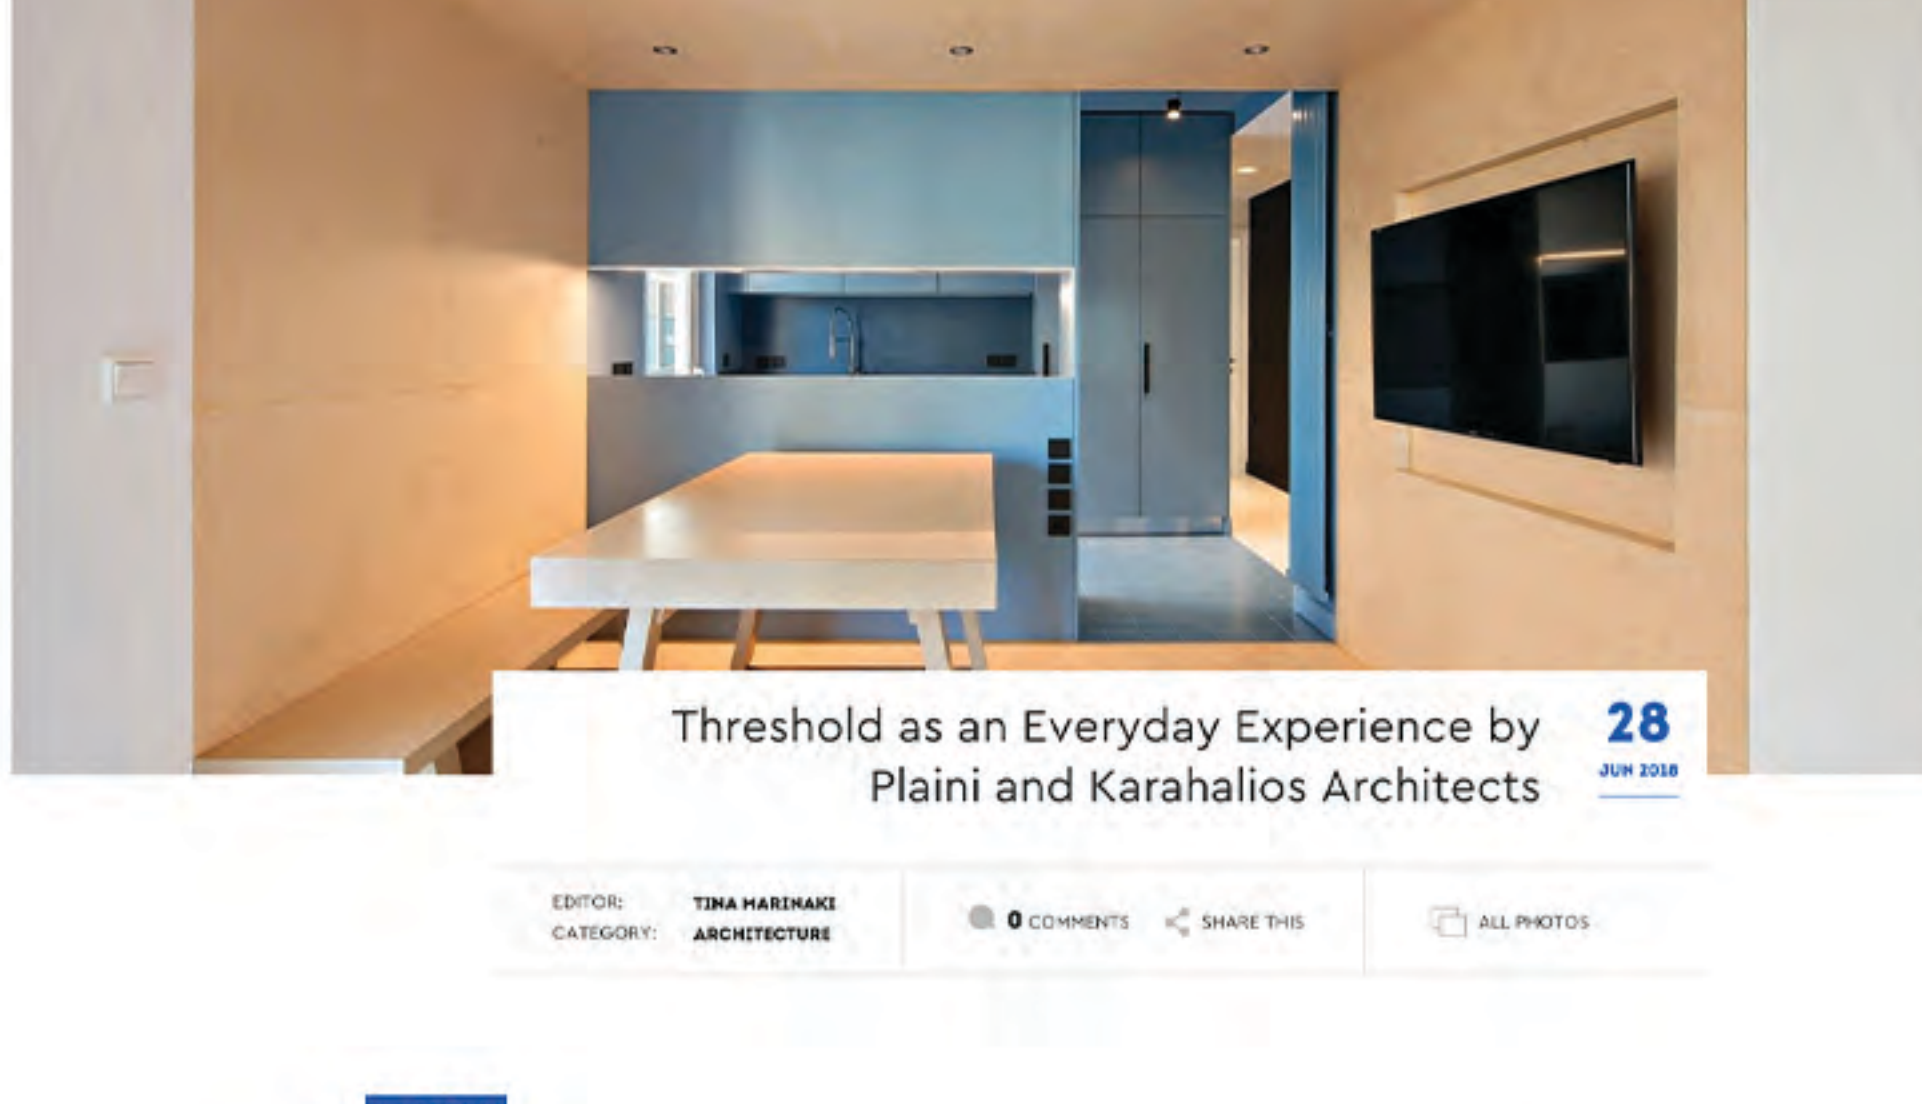 Threshold as an Everyday Experience by
Plaini and Karahalios Architects
28
JUN 2018
EDITOR: TINA MARINAKI
CATEGORY: ARCHITECTURE
0 COMMENTS SHARE THIS
ALL PHOTOS